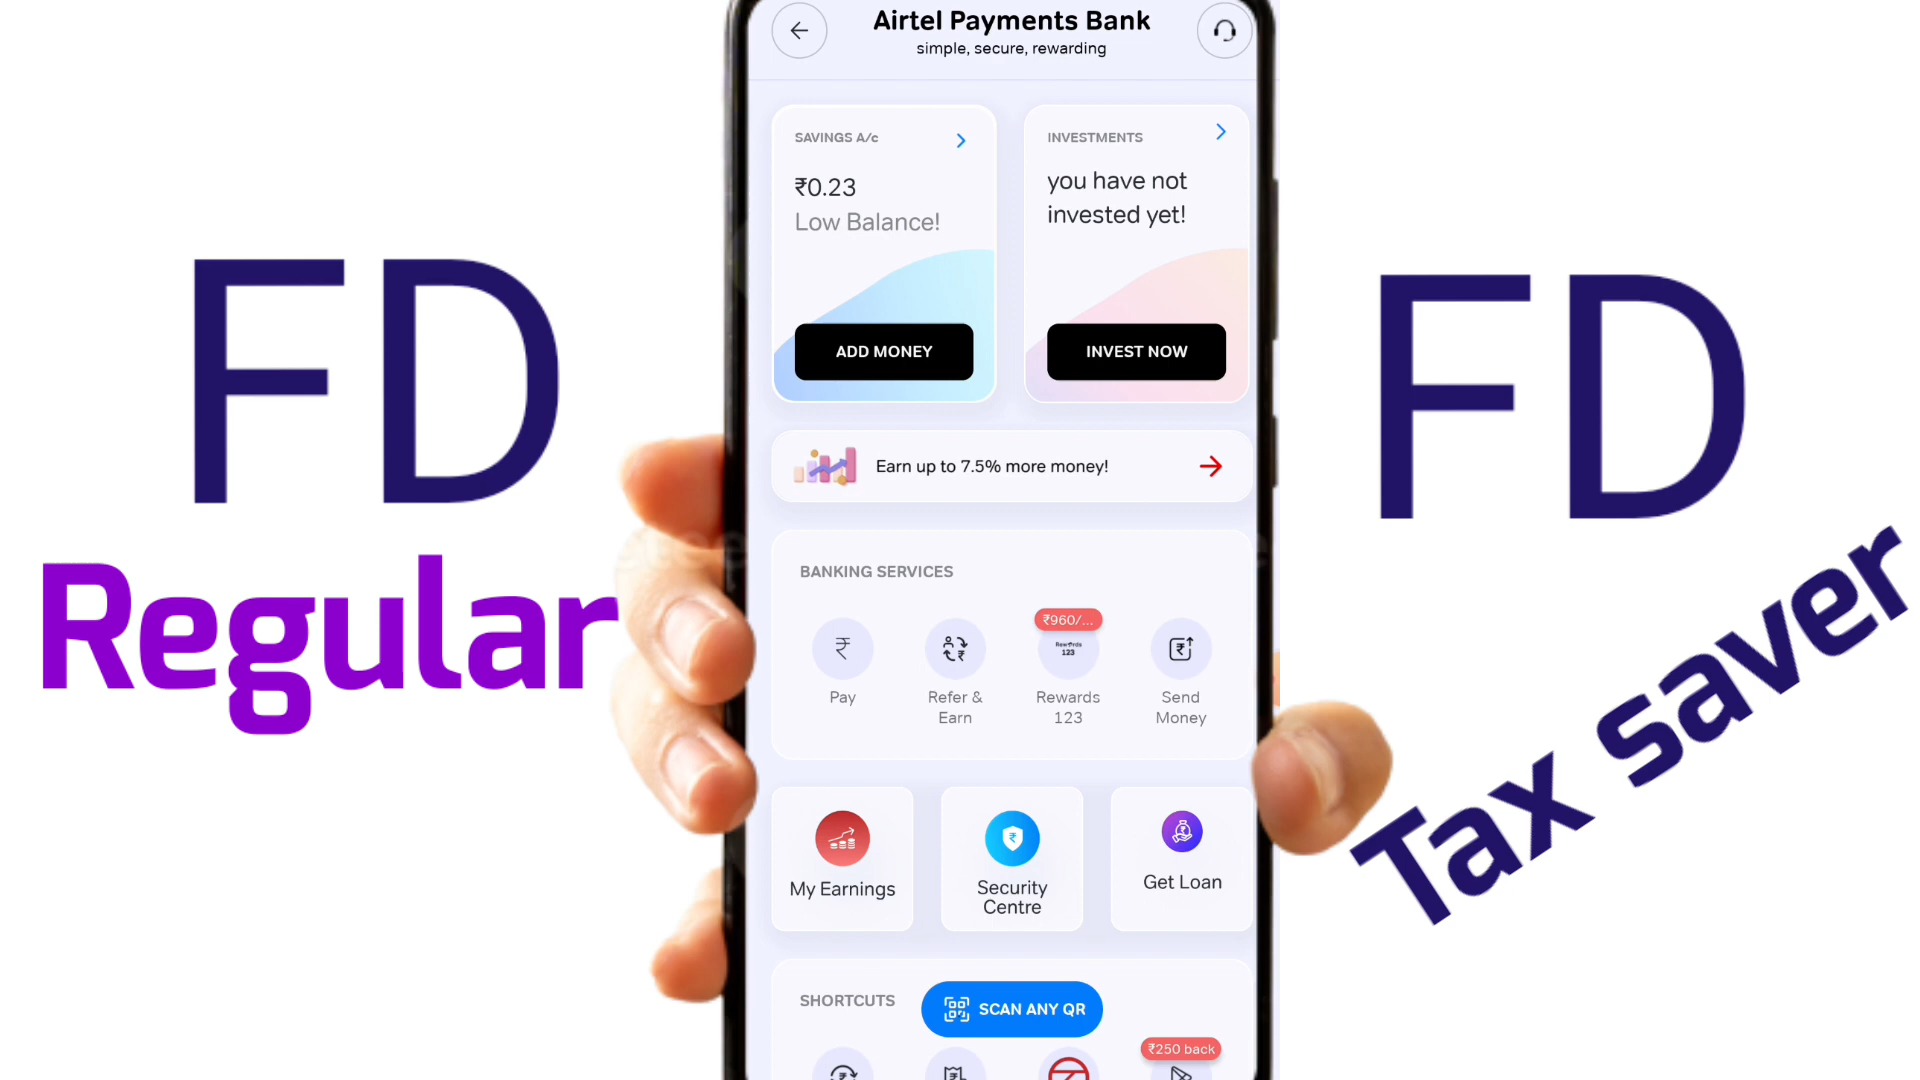 Airtel Payments Bank
simple, secure, rewarding
SAVINGS A/c
₹0.23
Low Balance!
ADD MONEY
INVESTMENTS
you have not
invested yet!
INVEST NOW
Earn up to 7.5% more money!
BANKING SERVICES
Pay
Refer &
Earn
₹960/...
Rewards
123
Rewards
123
Send
Money
My Earnings
Security
Centre
Get Loan
SHORTCUTS
SCAN ANY QR
₹250 back
FD
Regular
FD
Tax saver